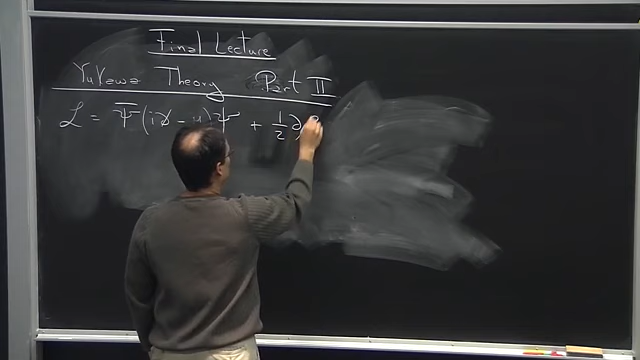 Final Lecture
Yukawa Theory Part II
ℒ = ψ̄(i∂̸ - M)ψ + 1/2 ∂